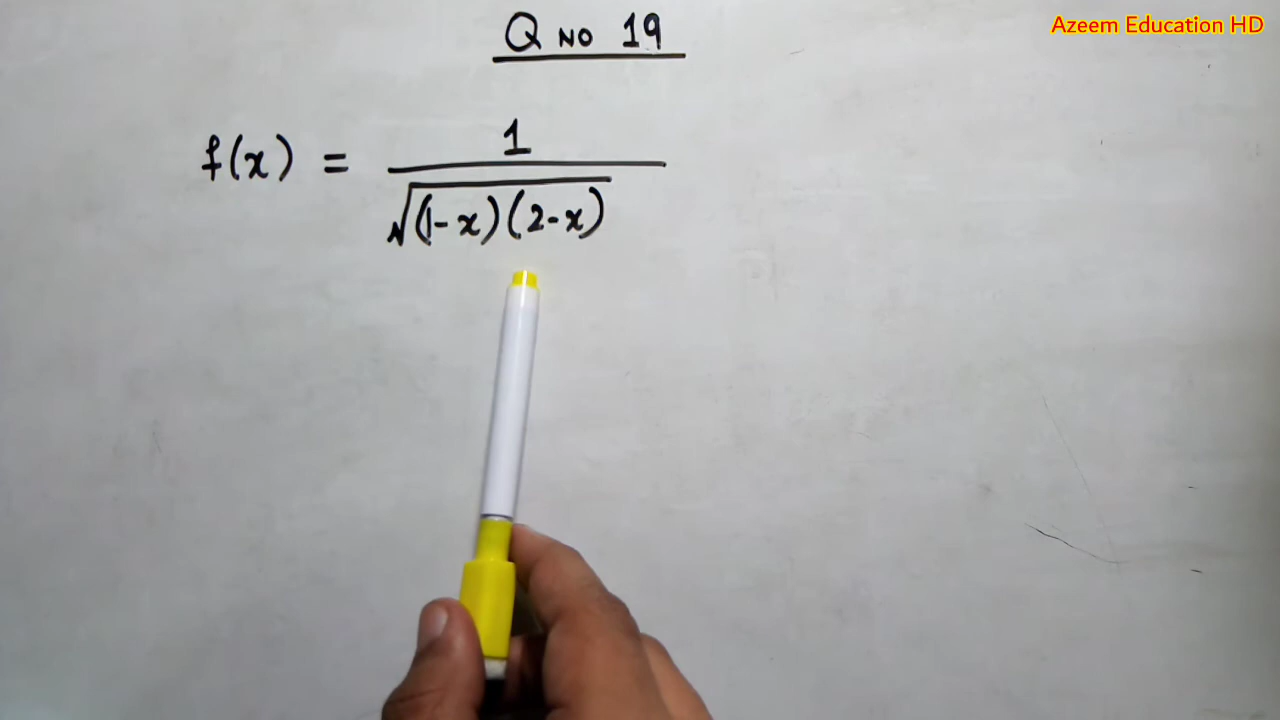 Azeem Education HD
Q NO 19
f(x) = 1 / √(1-x)(2-x)